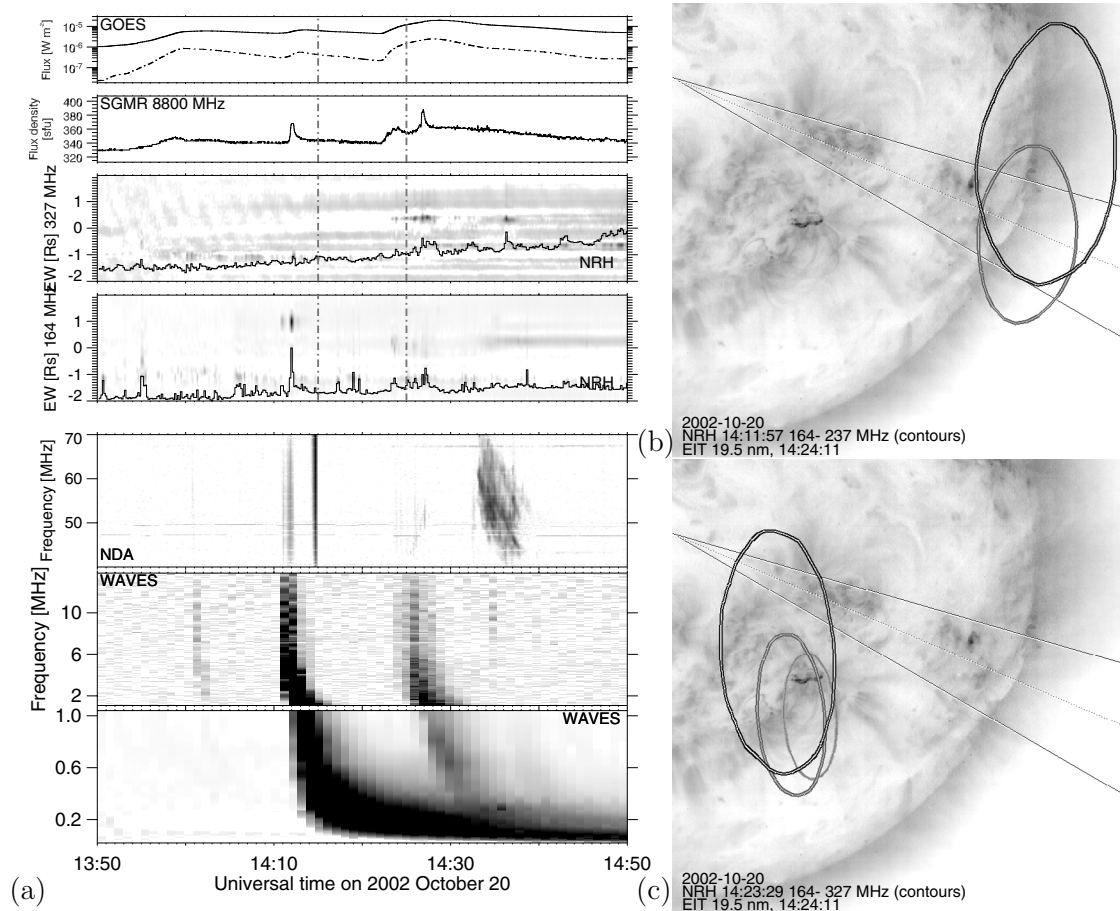 GOES
Flux [W m⁻²]
10⁻⁵
10⁻⁶
10⁻⁷
SGMR 8800 MHz
Flux density
[sfu]
400
380
360
340
320
EW [Rs] 327 MHz
1
0
-1
-2
NRH
EW [Rs] 164 MHz
1
0
-1
-2
NRH
Frequency [MHz]
70
60
50
NDA
WAVES
Frequency [MHz]
10
6
2
WAVES
1.0
0.6
0.2
13:50 14:10 14:30 14:50
Universal time on 2002 October 20
(a)
2002-10-20
NRH 14:11:57 164- 237 MHz (contours)
EIT 19.5 nm, 14:24:11
(b)
2002-10-20
NRH 14:23:29 164- 327 MHz (contours)
EIT 19.5 nm, 14:24:11
(c)